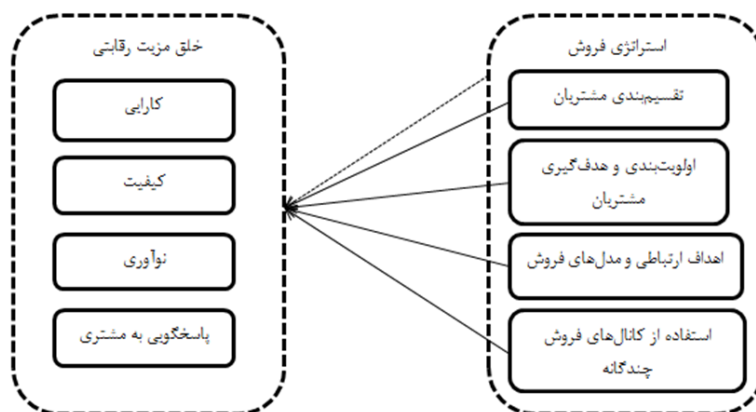 استراتژی فروش
تقسیم‌بندی مشتریان
اولویت‌بندی و هدف‌گیری
مشتریان
اهداف ارتباطی و مدل‌های فروش
استفاده از کانال‌های فروش
چندگانه
خلق مزیت رقابتی
کارایی
کیفیت
نوآوری
پاسخگویی به مشتری